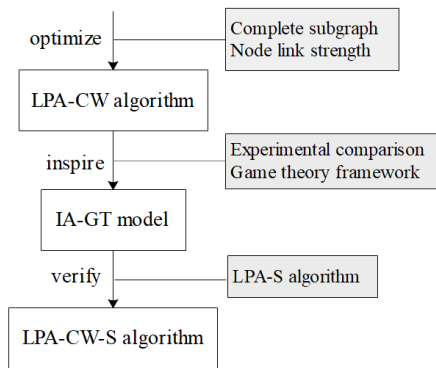 optimize
Complete subgraph
Node link strength
LPA-CW algorithm
inspire
Experimental comparison
Game theory framework
IA-GT model
verify
LPA-S algorithm
LPA-CW-S algorithm